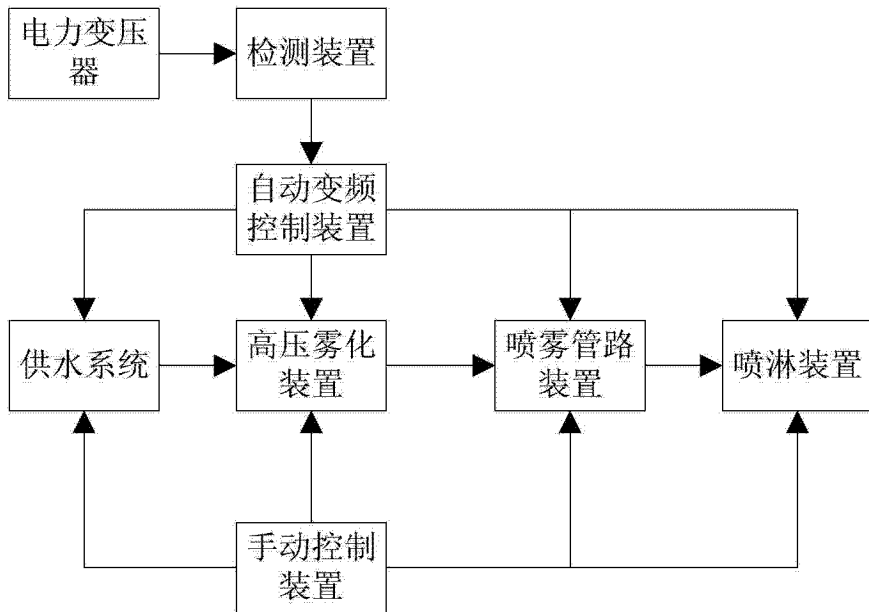 电力变压
器
检测装置
自动变频
控制装置
供水系统
高压雾化
装置
喷雾管路
装置
喷淋装置
手动控制
装置